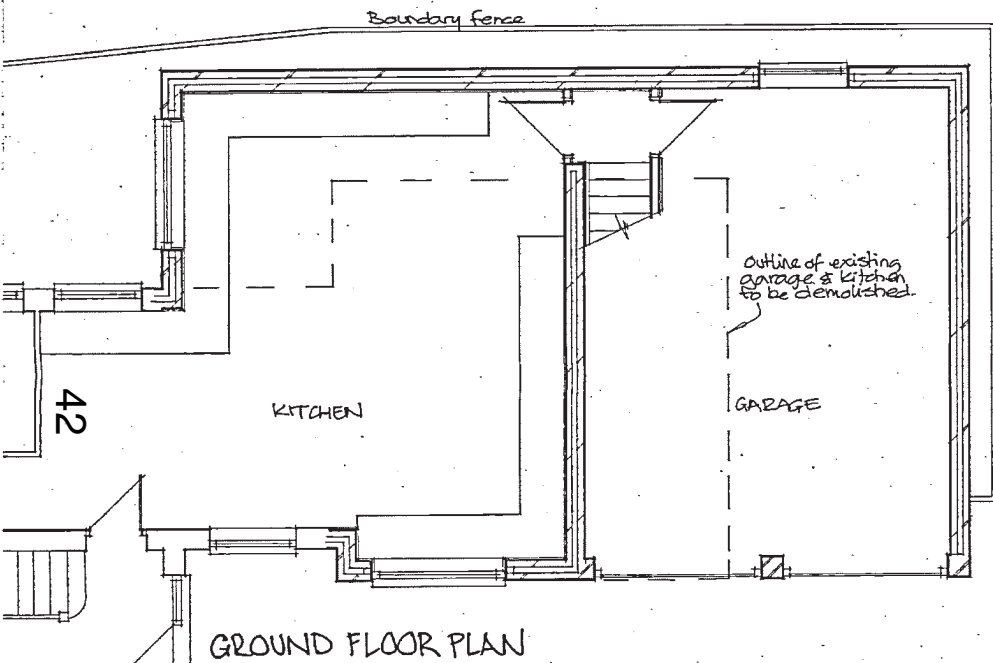 Boundary fence
Outline of existing
garage & kitchen
to be demolished.
42
KITCHEN
GARAGE
GROUND FLOOR PLAN